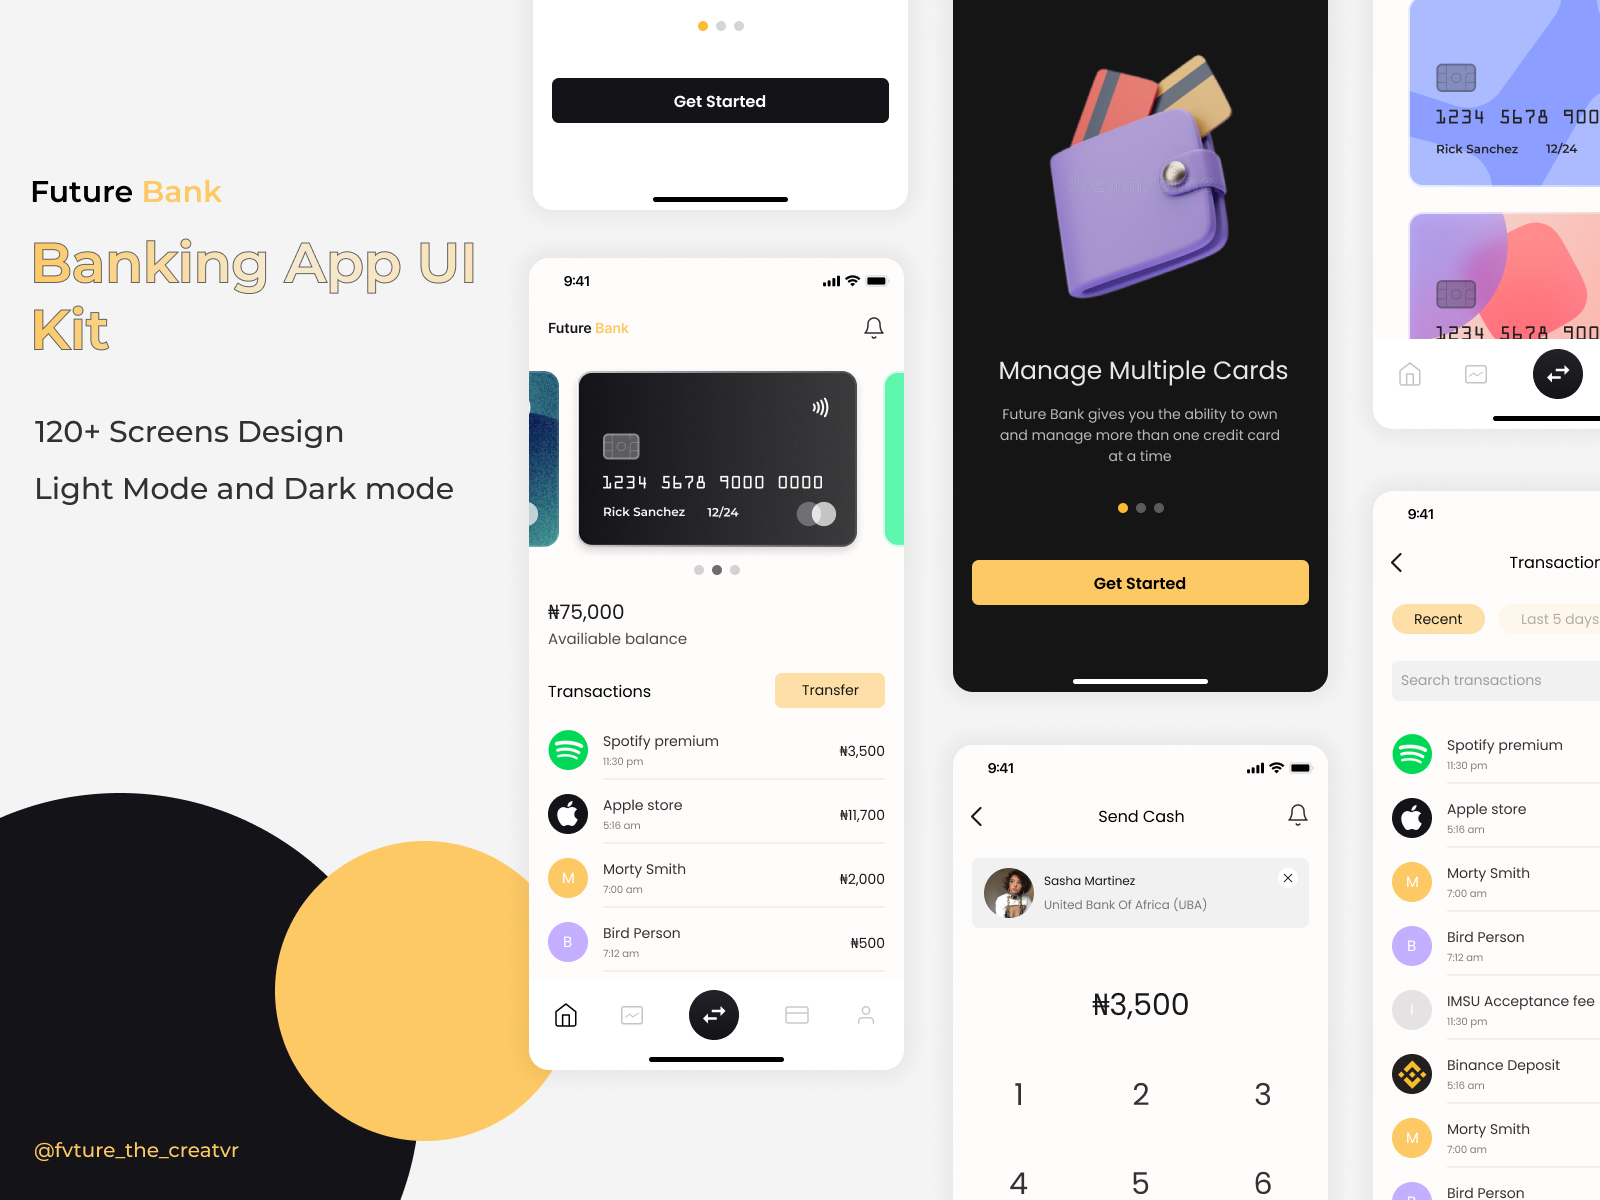 Future Bank
Banking App UI
Kit
120+ Screens Design
Light Mode and Dark mode
@fvture_the_creatvr
Get Started
9:41
Future Bank
1234 5678 9000 0000
Rick Sanchez 12/24
₦75,000
Availiable balance
Transactions
Transfer
Spotify premium
11:30 pm
₦3,500
Apple store
5:16 am
₦11,700
M
Morty Smith
7:00 am
₦2,000
B
Bird Person
7:12 am
₦500
dreamstime
Manage Multiple Cards
Future Bank gives you the ability to own
and manage more than one credit card
at a time
Get Started
9:41
Send Cash
Sasha Martinez
United Bank Of Africa (UBA)
₦3,500
1 2 3
4 5 6
1234 5678 900
Rick Sanchez 12/24
1234 5678 900
9:41
Transaction
Recent
Last 5 days
Search transactions
Spotify premium
11:30 pm
Apple store
5:16 am
M
Morty Smith
7:00 am
B
Bird Person
7:12 am
I
IMSU Acceptance fee
11:30 pm
Binance Deposit
5:16 am
M
Morty Smith
7:00 am
Bird Person